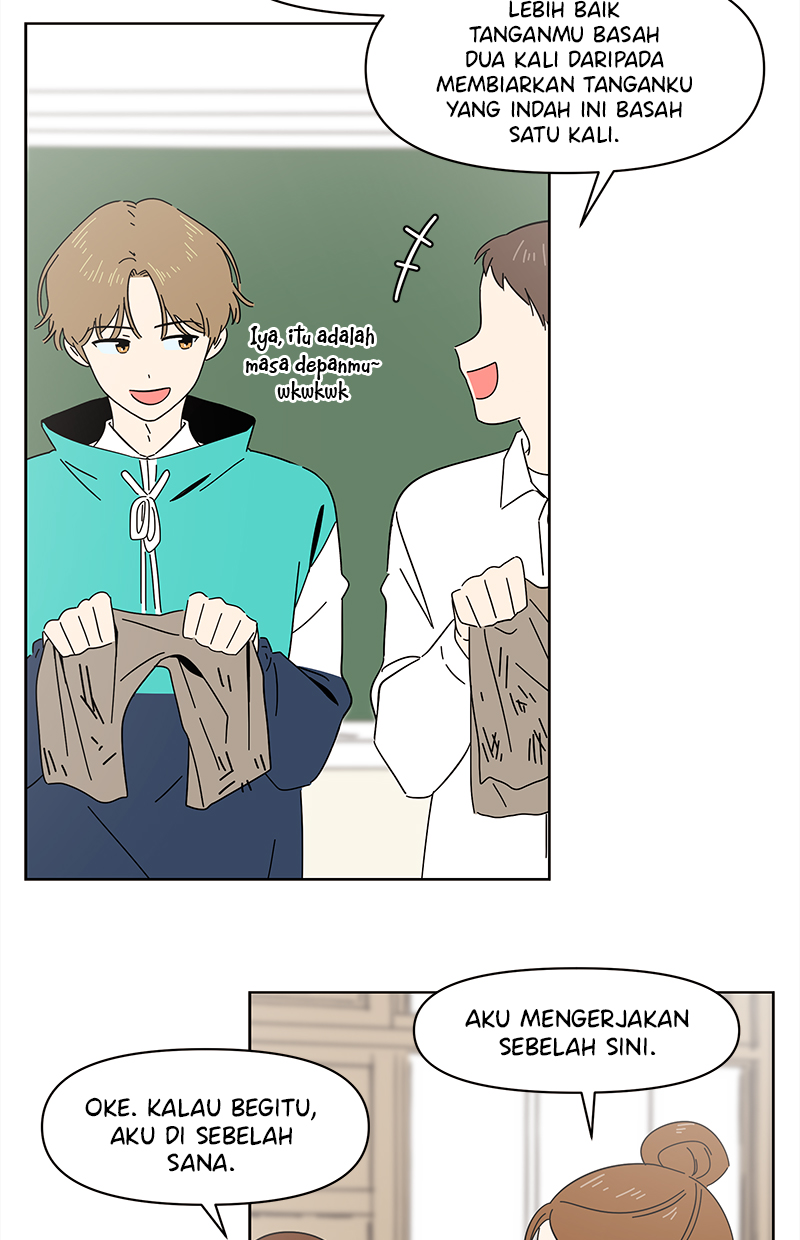 LEBIH BAIK
TANGANMU BASAH
DUA KALI DARIPADA
MEMBIARKAN TANGANKU
YANG INDAH INI BASAH
SATU KALI.
Iya, itu adalah
masa depanmu~
wkwkwk
AKU MENGERJAKAN
SEBELAH SINI.
OKE. KALAU BEGITU,
AKU DI SEBELAH
SANA.